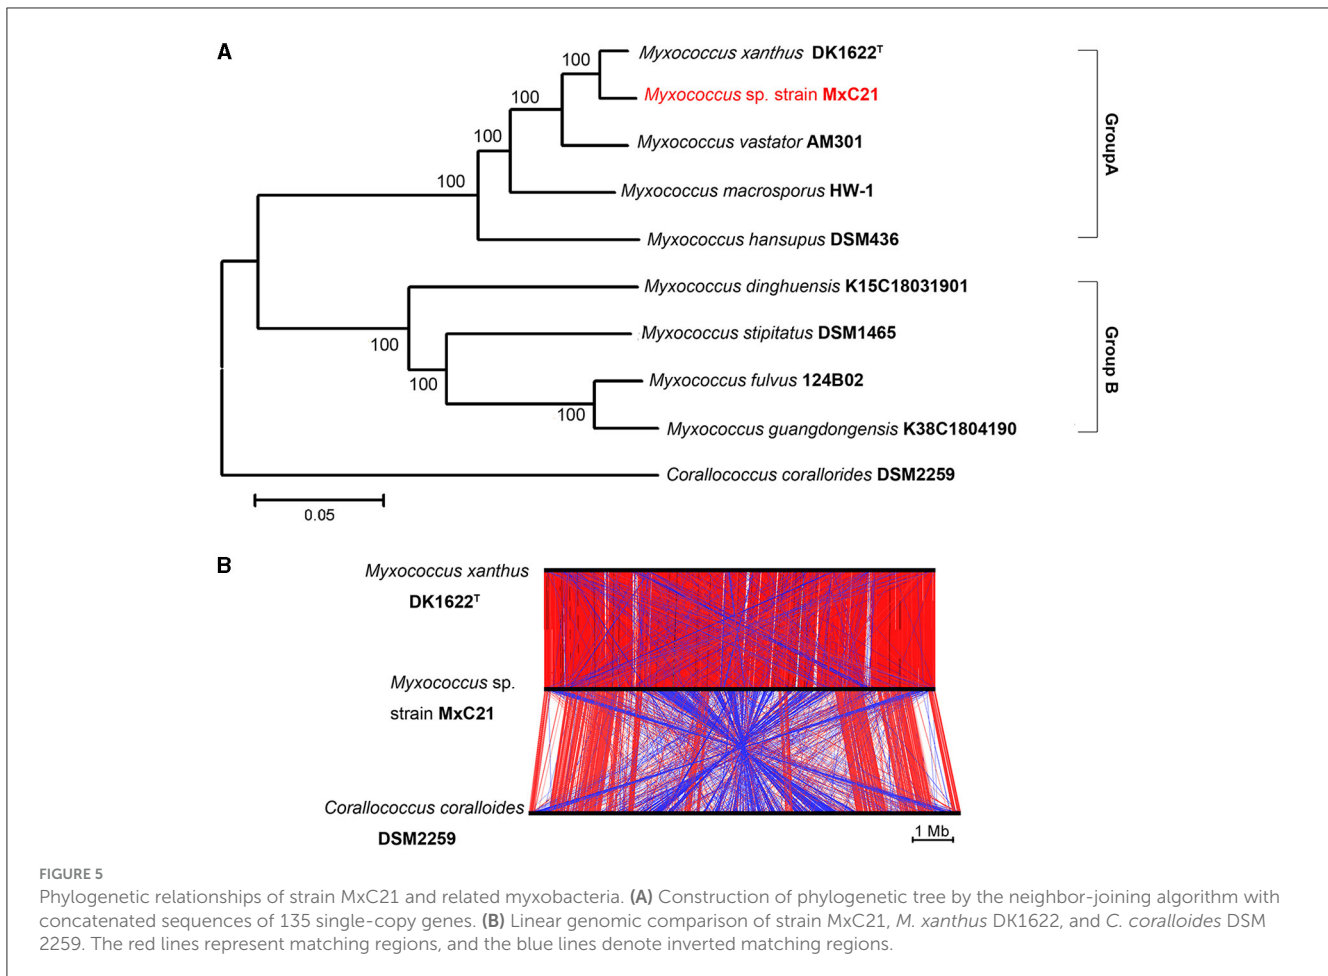 A
100
Myxococcus xanthus DK1622ᵀ
100
Myxococcus sp. strain MxC21
100
Myxococcus vastator AM301
100
Myxococcus macrosporus HW-1
Myxococcus hansupus DSM436
GroupA
Myxococcus dinghuensis K15C18031901
100
Myxococcus stipitatus DSM1465
100
Myxococcus fulvus 124B02
100
Myxococcus guangdongensis K38C1804190
Group B
Corallococcus corallorides DSM2259
0.05
B
Myxococcus xanthus
DK1622ᵀ
Myxococcus sp.
strain MxC21
Corallococcus coralloides
DSM2259
1 Mb
FIGURE 5
Phylogenetic relationships of strain MxC21 and related myxobacteria. (A) Construction of phylogenetic tree by the neighbor-joining algorithm with
concatenated sequences of 135 single-copy genes. (B) Linear genomic comparison of strain MxC21, M. xanthus DK1622, and C. coralloides DSM
2259. The red lines represent matching regions, and the blue lines denote inverted matching regions.